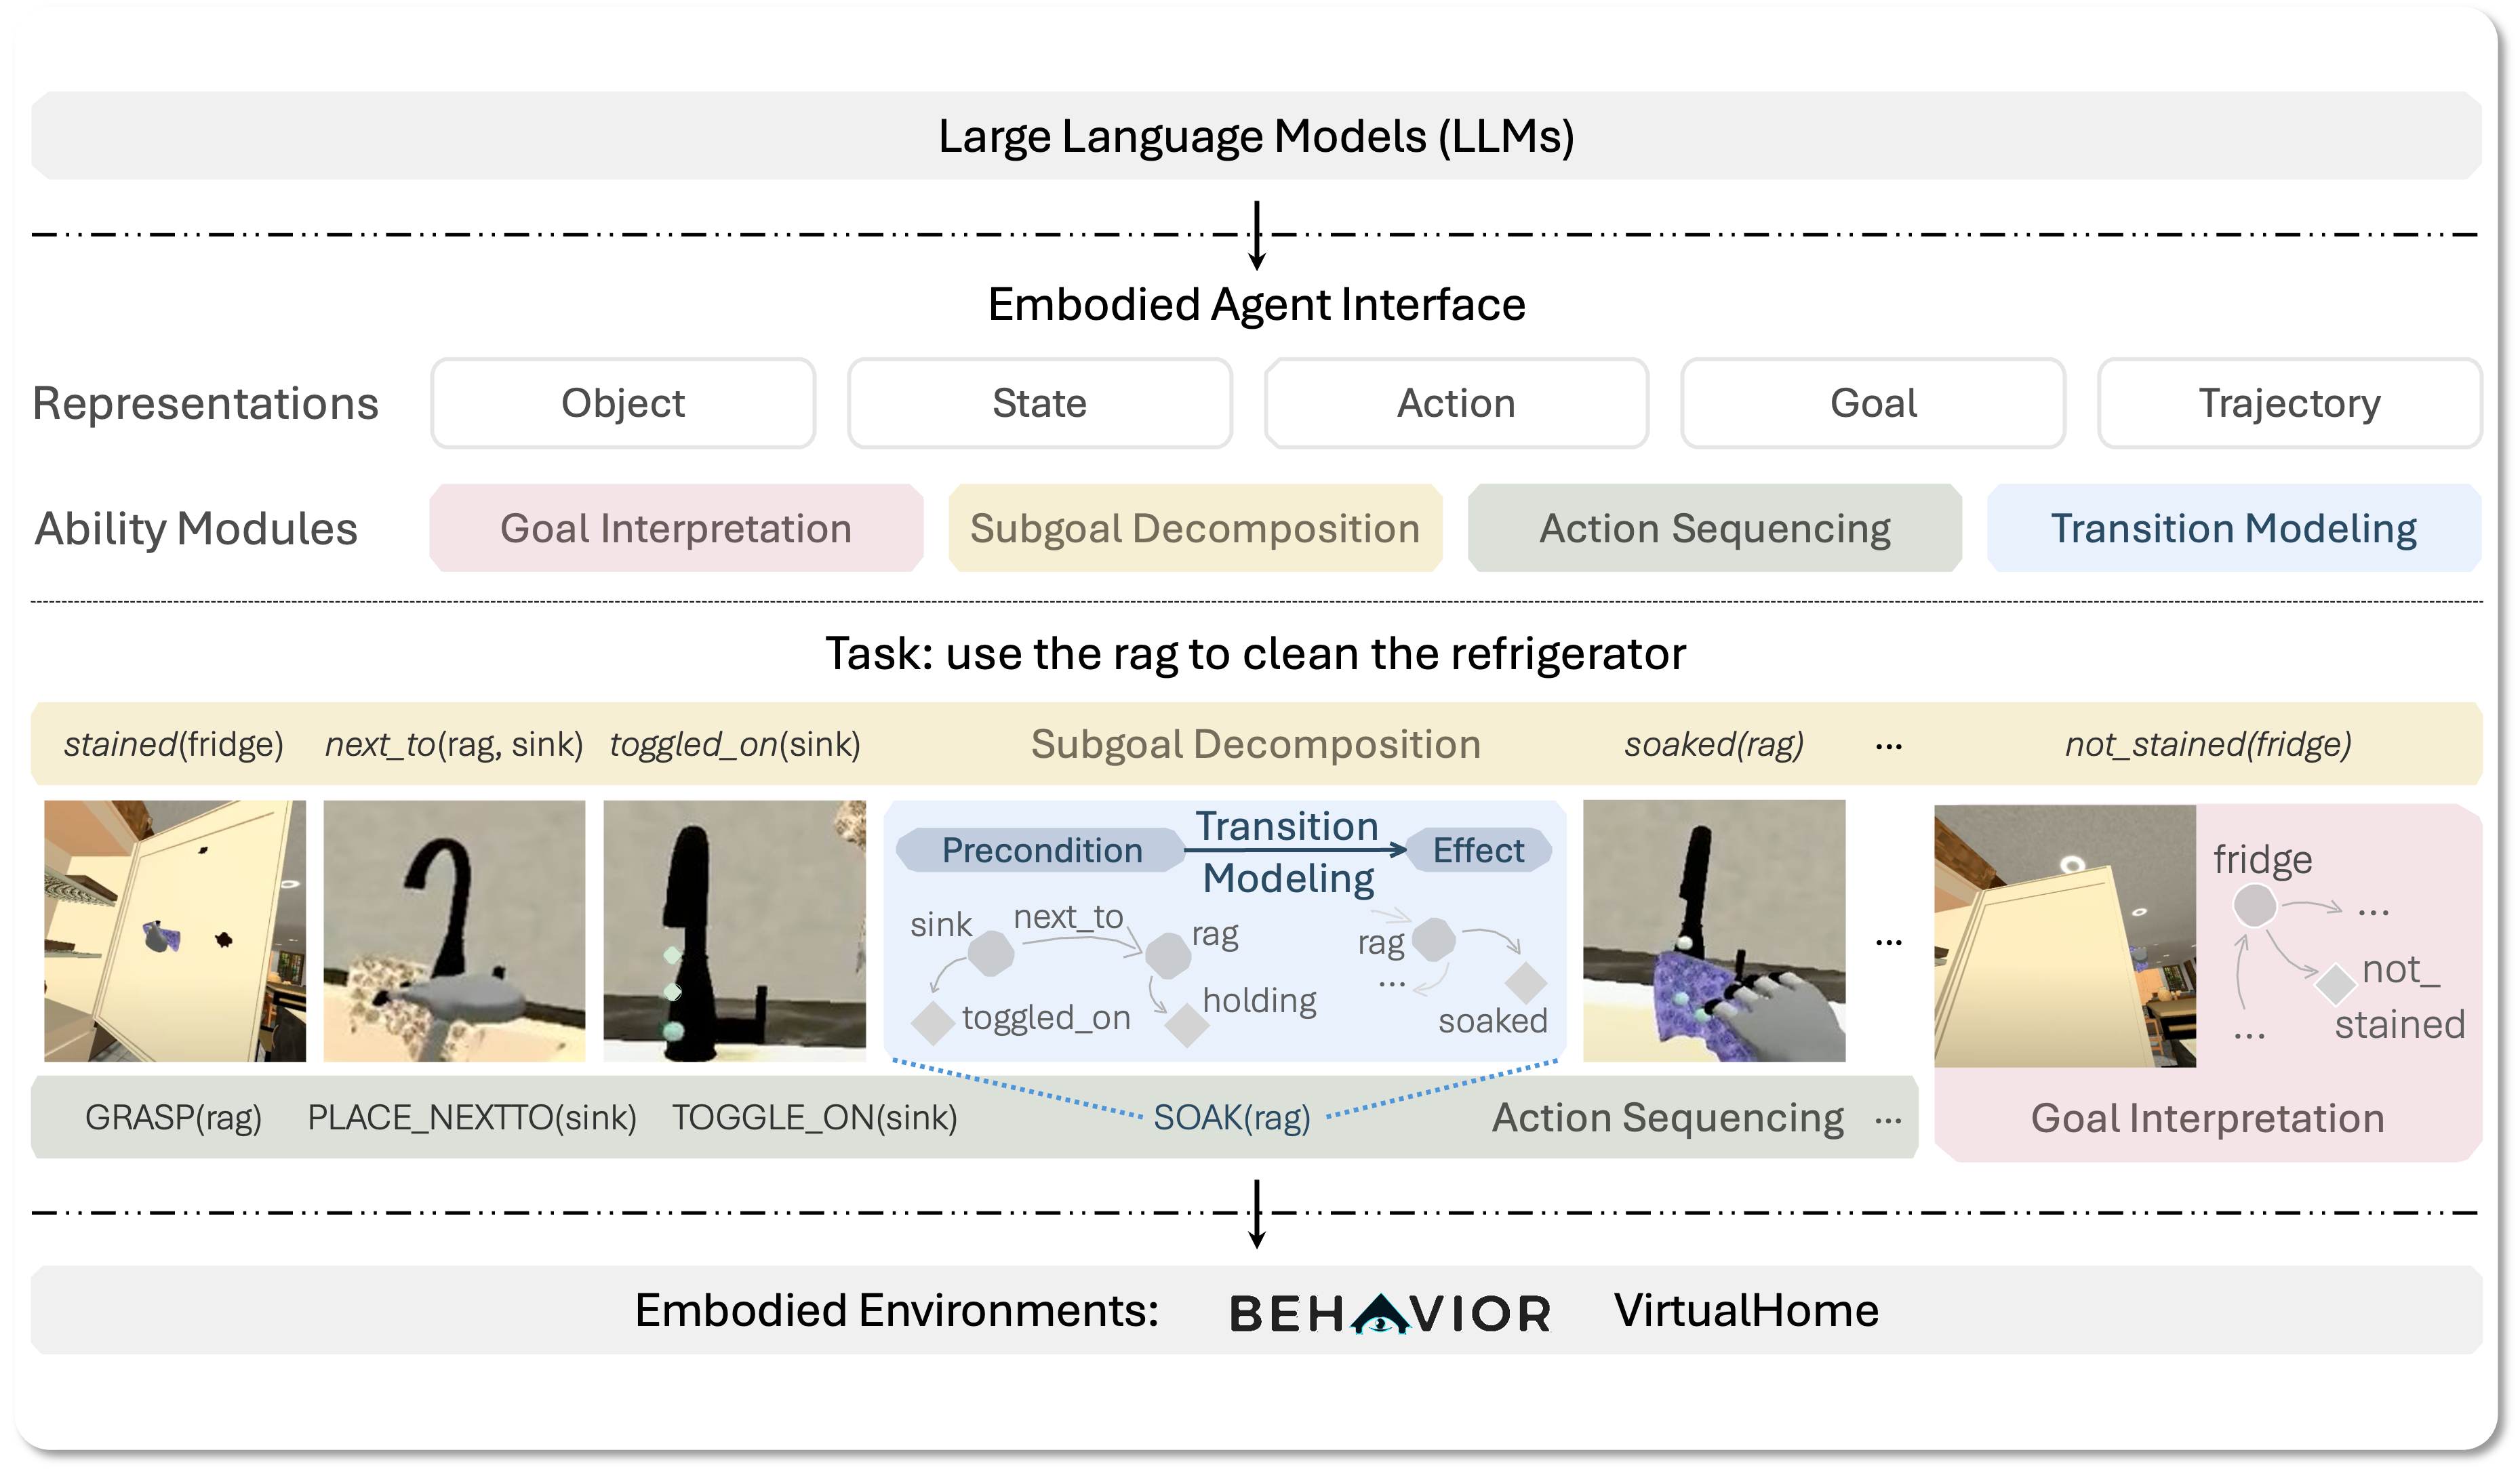 Large Language Models (LLMs)
Embodied Agent Interface
Representations
Object
State
Action
Goal
Trajectory
Ability Modules
Goal Interpretation
Subgoal Decomposition
Action Sequencing
Transition Modeling
Task: use the rag to clean the refrigerator
stained(fridge)
next_to(rag, sink)
toggled_on(sink)
Subgoal Decomposition
soaked(rag)
...
not_stained(fridge)
Precondition
Transition
Modeling
Effect
sink
next_to
rag
toggled_on
holding
rag
...
soaked
...
fridge
...
not_
stained
...
GRASP(rag)
PLACE_NEXTTO(sink)
TOGGLE_ON(sink)
SOAK(rag)
Action Sequencing
...
Goal Interpretation
Embodied Environments:
BEHAVIOR
VirtualHome